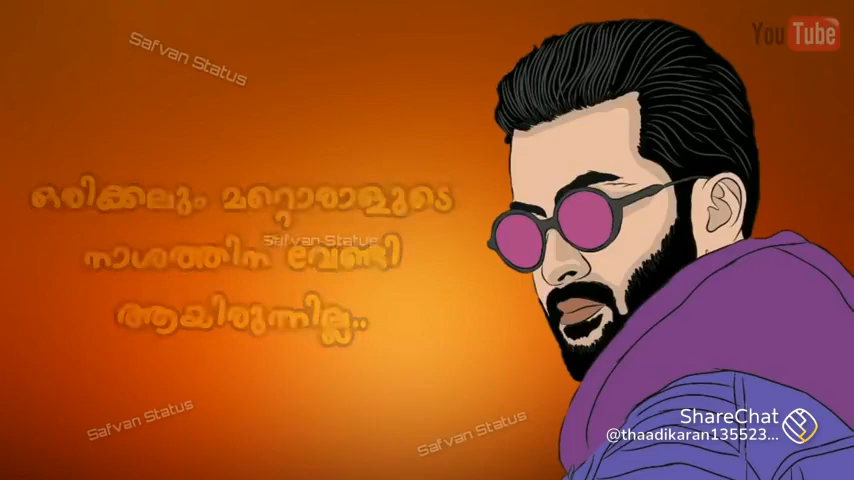 Safvan Status
YouTube
ഒരിക്കലും മറ്റൊരാളുടെ
Safvan Status
നാശത്തിന വേണ്ടി
ആയിരുന്നില്ല..
Safvan Status
Safvan Status
ShareChat
@thaadikaran135523...